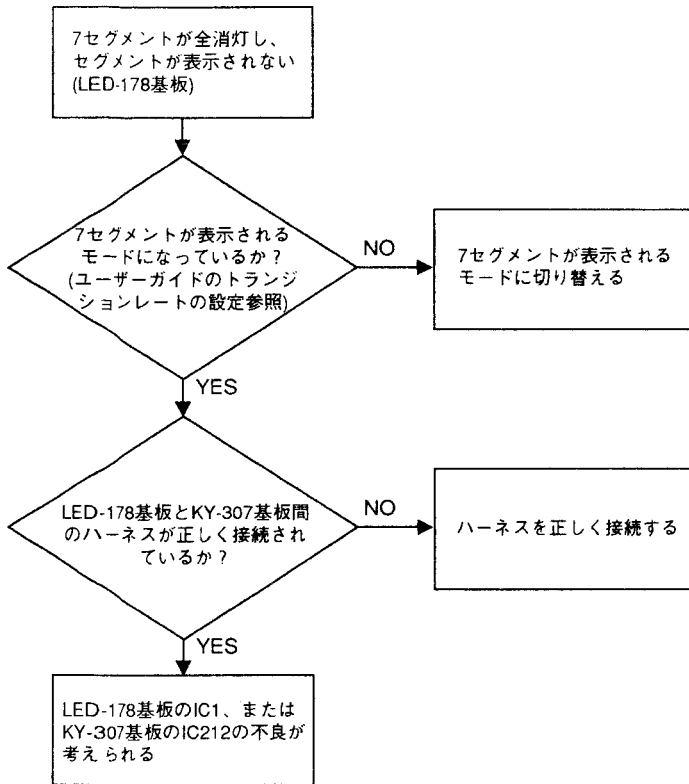 7セグメントが全消灯し、
セグメントが表示されない
(LED-178基板)
7セグメントが表示される
モードになっているか？
(ユーザーガイドのトランジ
ションレートの設定参照)
NO
7セグメントが表示される
モードに切り替える
YES
LED-178基板とKY-307基板間
のハーネスが正しく接続され
ているか？
NO
ハーネスを正しく接続する
YES
LED-178基板のIC1、または
KY-307基板のIC212の不良が
考えられる